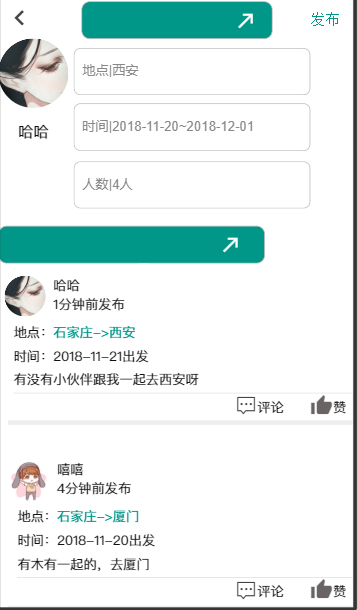 发布
地点|西安
哈哈
时间|2018-11-20~2018-12-01
人数|4人
哈哈
1分钟前发布
地点：石家庄->西安
时间：2018-11-21出发
有没有小伙伴跟我一起去西安呀
评论 赞
嘻嘻
4分钟前发布
地点：石家庄->厦门
时间：2018-11-20出发
有木有一起的，去厦门
评论 赞